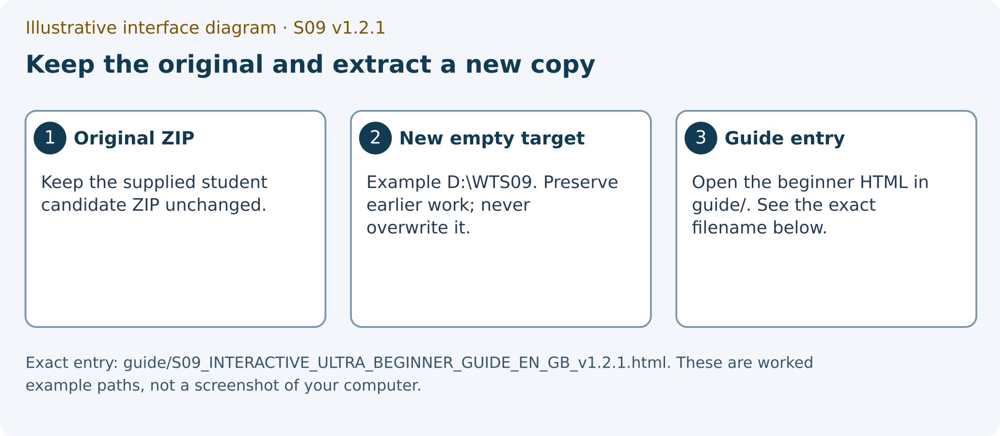 Illustrative interface diagram · S09 v1.2.1
Keep the original and extract a new copy
1 Original ZIP
Keep the supplied student
candidate ZIP unchanged.
2 New empty target
Example D:\WTS09. Preserve
earlier work; never
overwrite it.
3 Guide entry
Open the beginner HTML in
guide/. See the exact
filename below.
Exact entry: guide/S09_INTERACTIVE_ULTRA_BEGINNER_GUIDE_EN_GB_v1.2.1.html. These are worked
example paths, not a screenshot of your computer.